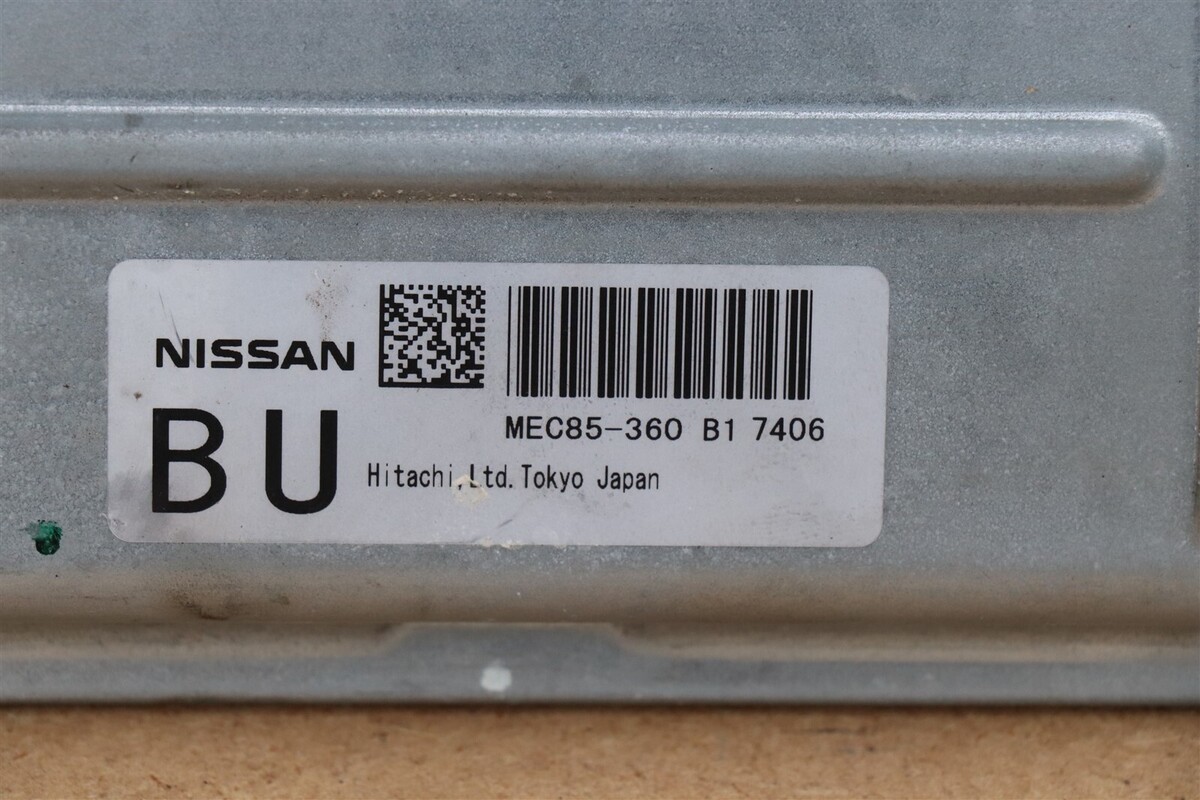 NISSAN
MEC85-360 B1 7406
BU
Hitachi,Ltd.Tokyo Japan